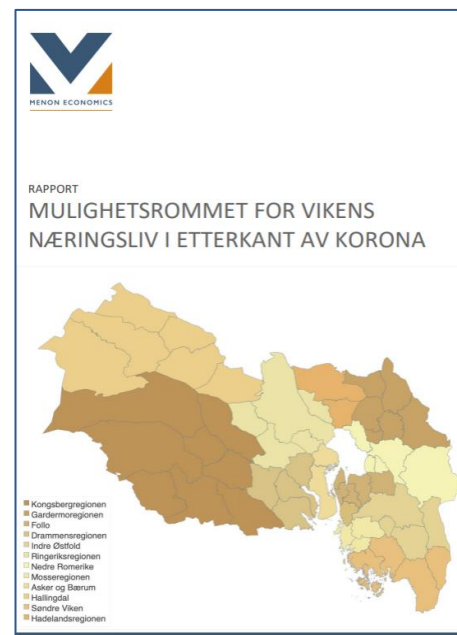 MENON ECONOMICS
RAPPORT
MULIGHETSROMMET FOR VIKENS
NÆRINGSLIV I ETTERKANT AV KORONA
Kongsbergregionen
Gardermoregionen
Follo
Drammensregionen
Indre Østfold
Ringeriksregionen
Nedre Romerike
Mosseregionen
Asker og Bærum
Hallingdal
Søndre Viken
Hadelandsregionen